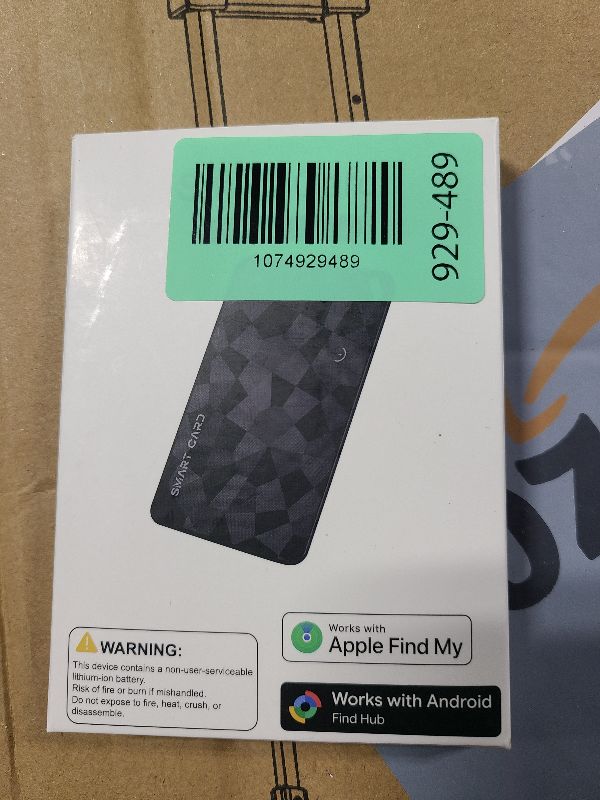 1074929489
929-489
SMART CARD
WARNING:
This device contains a non-user-serviceable
lithium-ion battery.
Risk of fire or burn if mishandled.
Do not expose to fire, heat, crush, or
disassemble.
Works with
Apple Find My
Works with Android
Find Hub